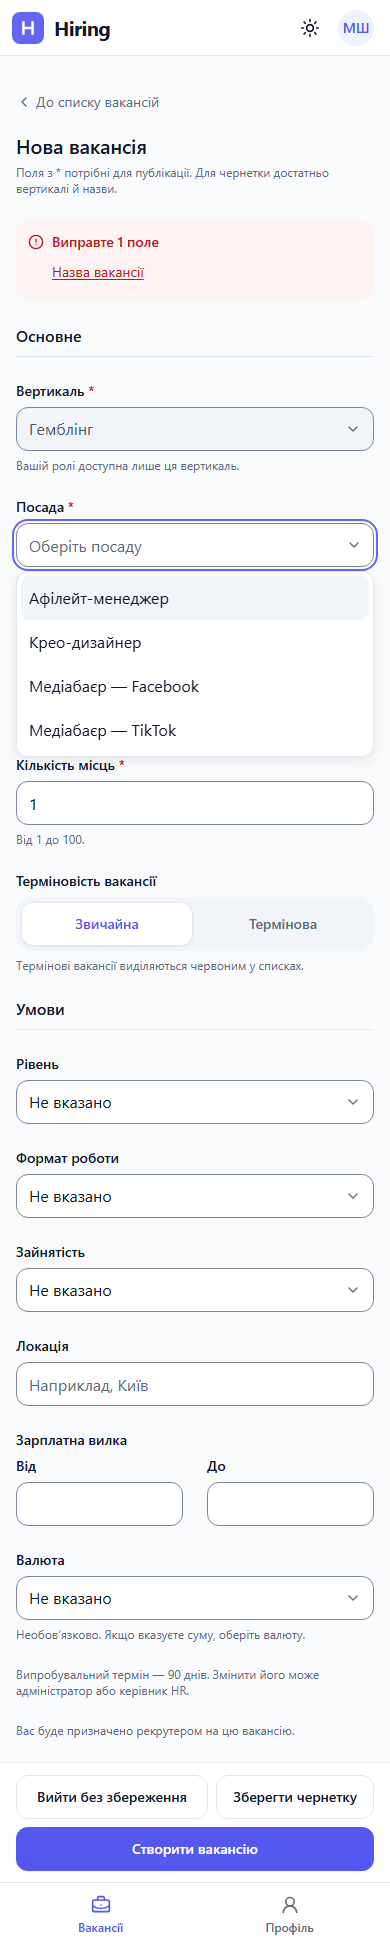 H Hiring МШ
До списку вакансій
Нова вакансія
Поля з * потрібні для публікації. Для чернетки достатньо
вертикалі й назви.
Виправте 1 поле
Назва вакансії
Основне
Вертикаль *
Гемблінг
Вашій ролі доступна лише ця вертикаль.
Посада *
Оберіть посаду
Афілейт-менеджер
Крео-дизайнер
Медіабаєр — Facebook
Медіабаєр — TikTok
Кількість місць *
1
Від 1 до 100.
Терміновість вакансії
Звичайна Термінова
Термінові вакансії виділяються червоним у списках.
Умови
Рівень
Не вказано
Формат роботи
Не вказано
Зайнятість
Не вказано
Локація
Наприклад, Київ
Зарплатна вилка
Від До
Валюта
Не вказано
Необов'язково. Якщо вказуєте суму, оберіть валюту.
Випробувальний термін — 90 днів. Змінити його може
адміністратор або керівник HR.
Вас буде призначено рекрутером на цю вакансію.
Вийти без збереження Зберегти чернетку
Створити вакансію
Вакансії Профіль